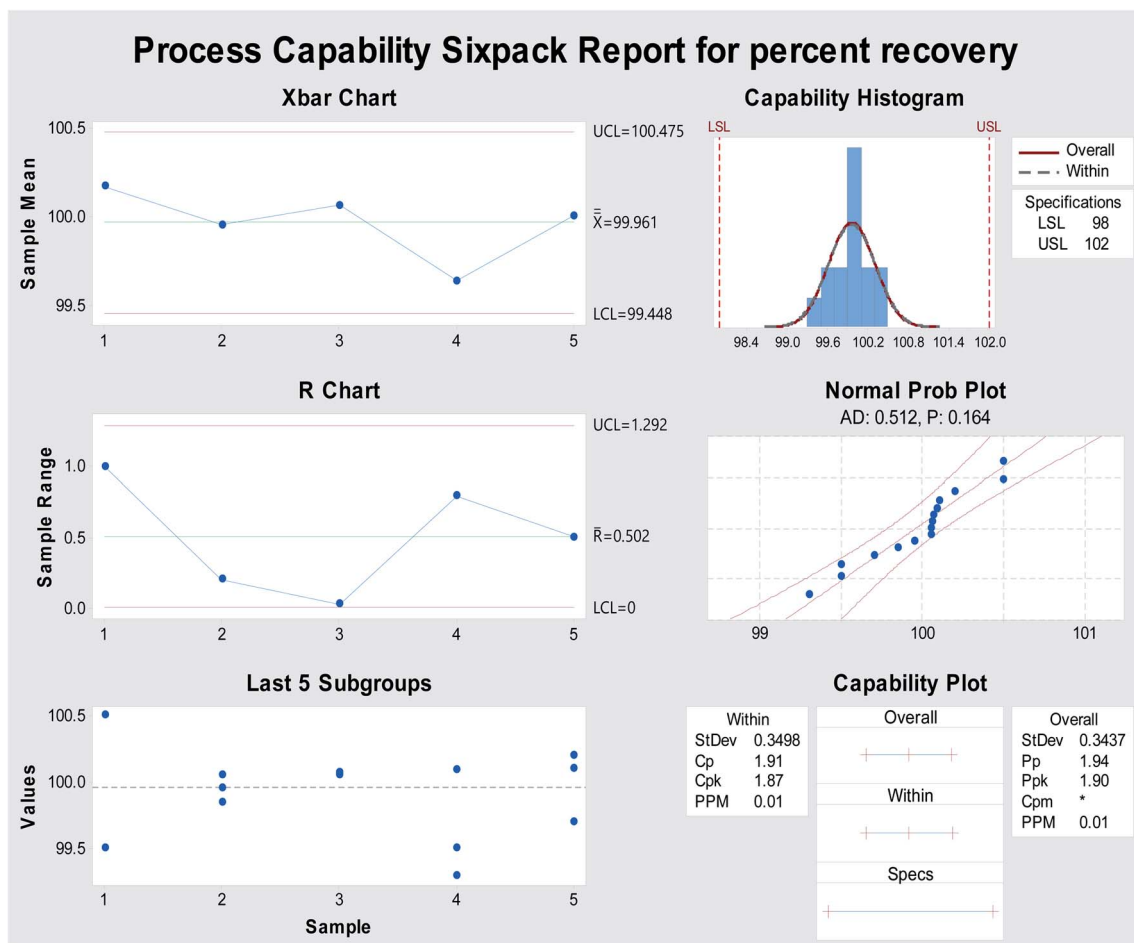 Process Capability Sixpack Report for percent recovery
Xbar Chart
Sample Mean
100.5
100.0
99.5
UCL=100.475
X̿=99.961
LCL=99.448
1 2 3 4 5
Capability Histogram
LSL USL
Overall
Within
Specifications
LSL 98
USL 102
98.4 99.0 99.6 100.2 100.8 101.4 102.0
R Chart
Sample Range
1.0
0.5
0.0
UCL=1.292
R̅=0.502
LCL=0
1 2 3 4 5
Normal Prob Plot
AD: 0.512, P: 0.164
99 100 101
Last 5 Subgroups
Values
100.5
100.0
99.5
1 2 3 4 5
Sample
Capability Plot
Within
StDev 0.3498
Cp 1.91
Cpk 1.87
PPM 0.01
Overall
Within
Specs
Overall
StDev 0.3437
Pp 1.94
Ppk 1.90
Cpm *
PPM 0.01